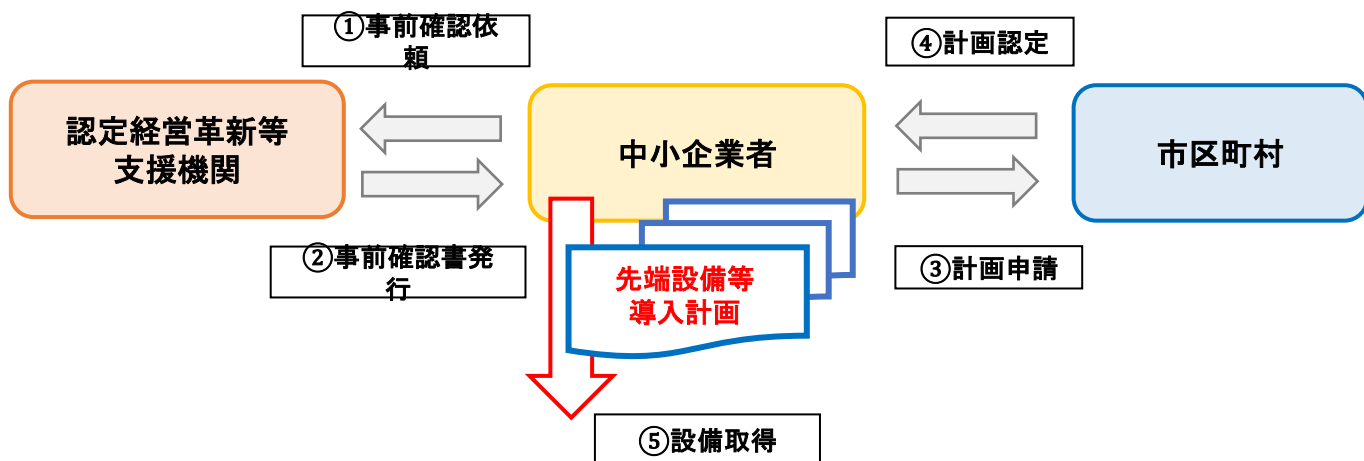 ①事前確認依
頼
④計画認定
認定経営革新等
支援機関
中小企業者
市区町村
②事前確認書発
行
③計画申請
先端設備等
導入計画
⑤設備取得